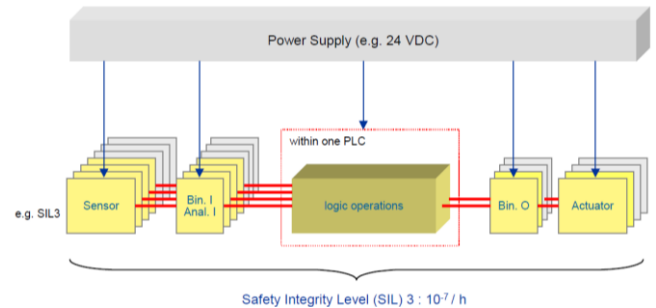 Power Supply (e.g. 24 VDC)
within one PLC
e.g. SIL3
Sensor
Bin. I
Anal. I
logic operations
Bin. O
Actuator
Safety Integrity Level (SIL) 3 : 10⁻⁷ / h